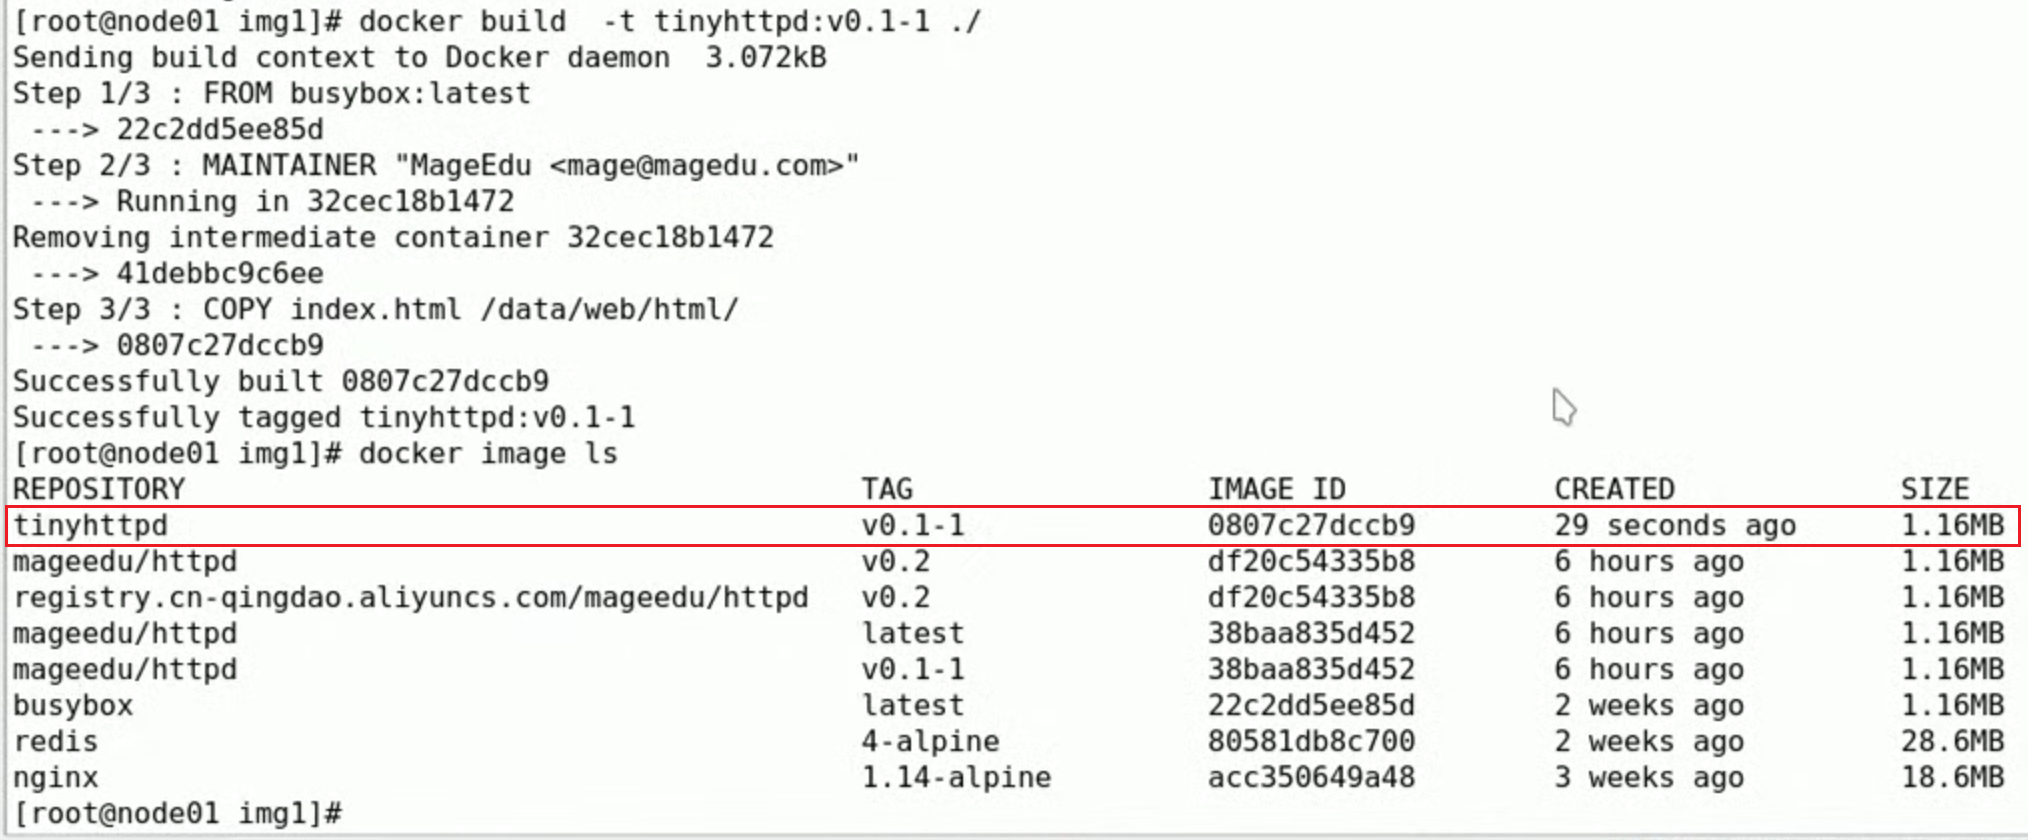 [root@node01 img1]# docker build  -t tinyhttpd:v0.1-1 ./
Sending build context to Docker daemon  3.072kB
Step 1/3 : FROM busybox:latest
 ---> 22c2dd5ee85d
Step 2/3 : MAINTAINER "MageEdu <mage@magedu.com>"
 ---> Running in 32cec18b1472
Removing intermediate container 32cec18b1472
 ---> 41debbc9c6ee
Step 3/3 : COPY index.html /data/web/html/
 ---> 0807c27dccb9
Successfully built 0807c27dccb9
Successfully tagged tinyhttpd:v0.1-1
[root@node01 img1]# docker image ls
REPOSITORY TAG IMAGE ID CREATED SIZE
tinyhttpd v0.1-1 0807c27dccb9 29 seconds ago 1.16MB
mageedu/httpd v0.2 df20c54335b8 6 hours ago 1.16MB
registry.cn-qingdao.aliyuncs.com/mageedu/httpd v0.2 df20c54335b8 6 hours ago 1.16MB
mageedu/httpd latest 38baa835d452 6 hours ago 1.16MB
mageedu/httpd v0.1-1 38baa835d452 6 hours ago 1.16MB
busybox latest 22c2dd5ee85d 2 weeks ago 1.16MB
redis 4-alpine 80581db8c700 2 weeks ago 28.6MB
nginx 1.14-alpine acc350649a48 3 weeks ago 18.6MB
[root@node01 img1]#